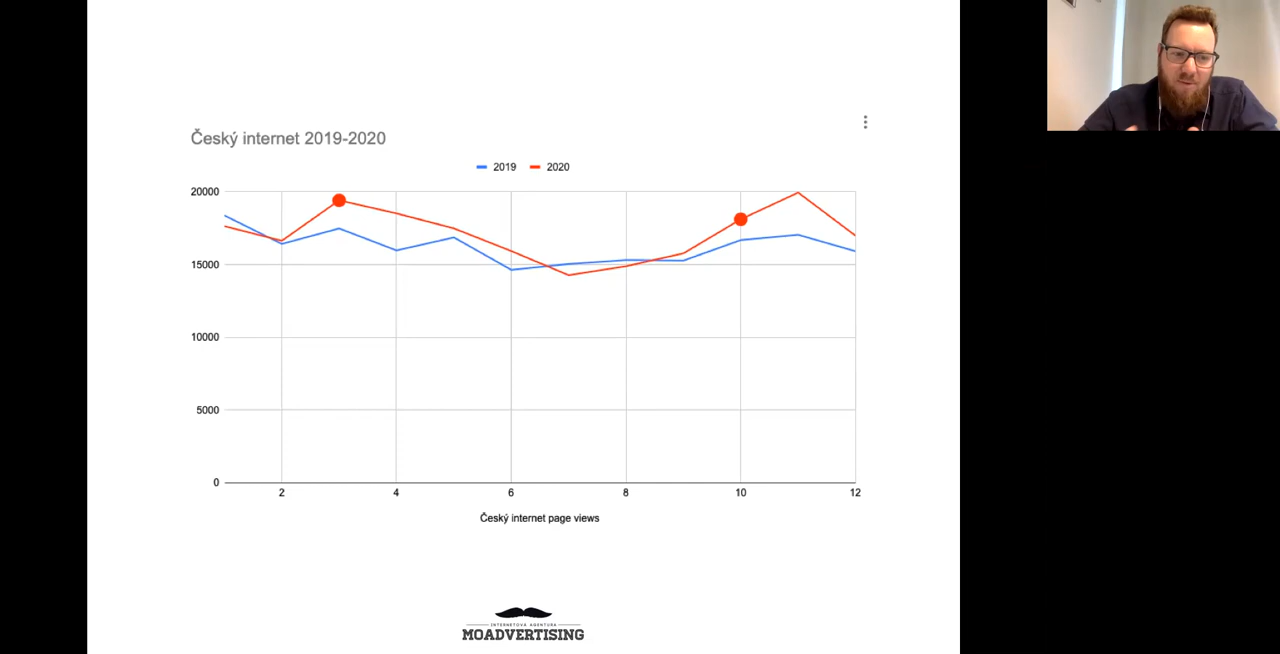 Český internet 2019-2020
2019 2020
20000
15000
10000
5000
0
2 4 6 8 10 12
Český internet page views
INTERNETOVÁ AGENTURA
MOADVERTISING